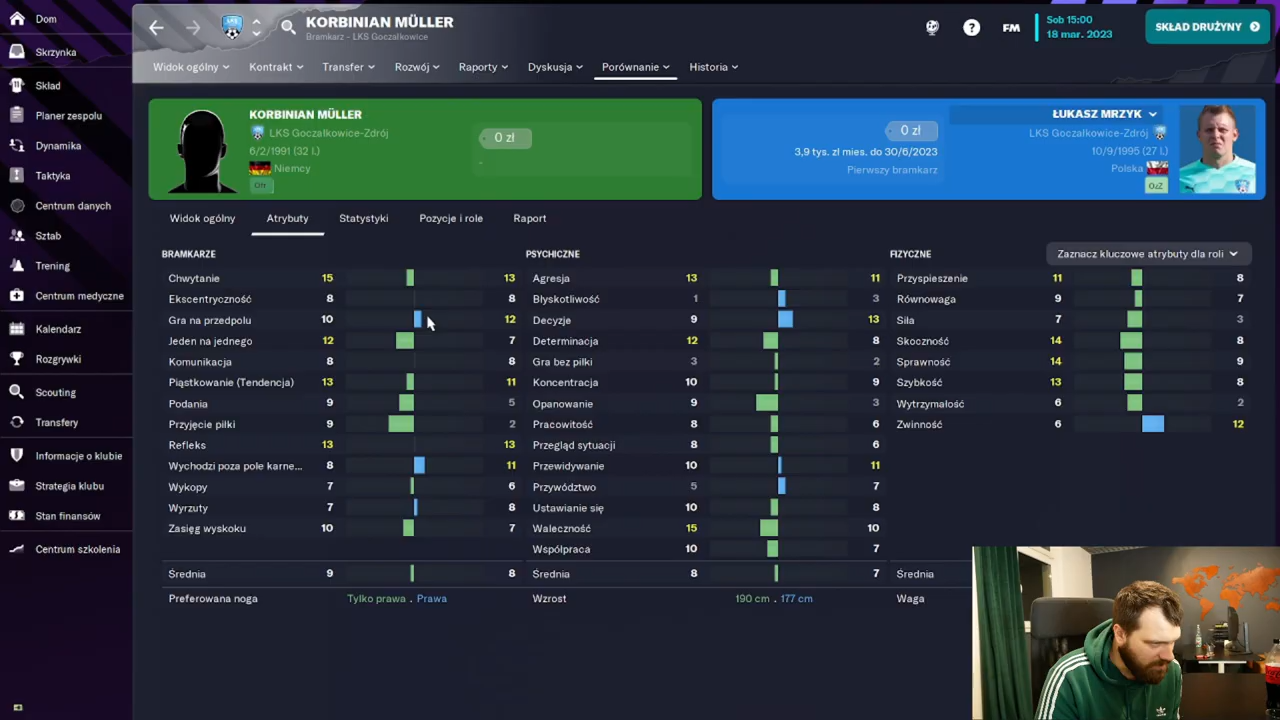 Dom
Skrzynka
Skład
Planer zespołu
Dynamika
Taktyka
Centrum danych
Sztab
Trening
Centrum medyczne
Kalendarz
Rozgrywki
Scouting
Transfery
Informacje o klubie
Strategia klubu
Stan finansów
Centrum szkolenia
KORBINIAN MÜLLER
Bramkarz - LKS Goczałkowice
FM
Sob 15:00
18 mar. 2023
SKŁAD DRUŻYNY
Widok ogólny Kontrakt Transfer Rozwój Raporty Dyskusja Porównanie Historia
KORBINIAN MÜLLER
LKS Goczałkowice-Zdrój
6/2/1991 (32 l.)
Niemcy
Ofr
0 zł
-
0 zł
3,9 tys. zł mies. do 30/6/2023
Pierwszy bramkarz
ŁUKASZ MRZYK
LKS Goczałkowice-Zdrój
10/9/1995 (27 l.)
Polska
OuZ
Widok ogólny Atrybuty Statystyki Pozycje i role Raport
BRAMKARZE
Chwytanie 15 13
Ekscentryczność 8 8
Gra na przedpolu 10 12
Jeden na jednego 12 7
Komunikacja 8 8
Piąstkowanie (Tendencja) 13 11
Podania 9 5
Przyjęcie piłki 9 2
Refleks 13 13
Wychodzi poza pole karne... 8 11
Wykopy 7 6
Wyrzuty 7 8
Zasięg wyskoku 10 7
Średnia 9 8
Preferowana noga Tylko prawa . Prawa
PSYCHICZNE
Agresja 13 11
Błyskotliwość 1 3
Decyzje 9 13
Determinacja 12 8
Gra bez piłki 3 2
Koncentracja 10 9
Opanowanie 9 3
Pracowitość 8 6
Przegląd sytuacji 8 6
Przewidywanie 10 11
Przywództwo 5 7
Ustawianie się 10 8
Waleczność 15 10
Współpraca 10 7
Średnia 8 7
Wzrost 190 cm . 177 cm
FIZYCZNE
Zaznacz kluczowe atrybuty dla roli
Przyspieszenie 11 8
Równowaga 9 7
Siła 7 3
Skoczność 14 8
Sprawność 14 9
Szybkość 13 8
Wytrzymałość 6 2
Zwinność 6 12
Średnia
Waga